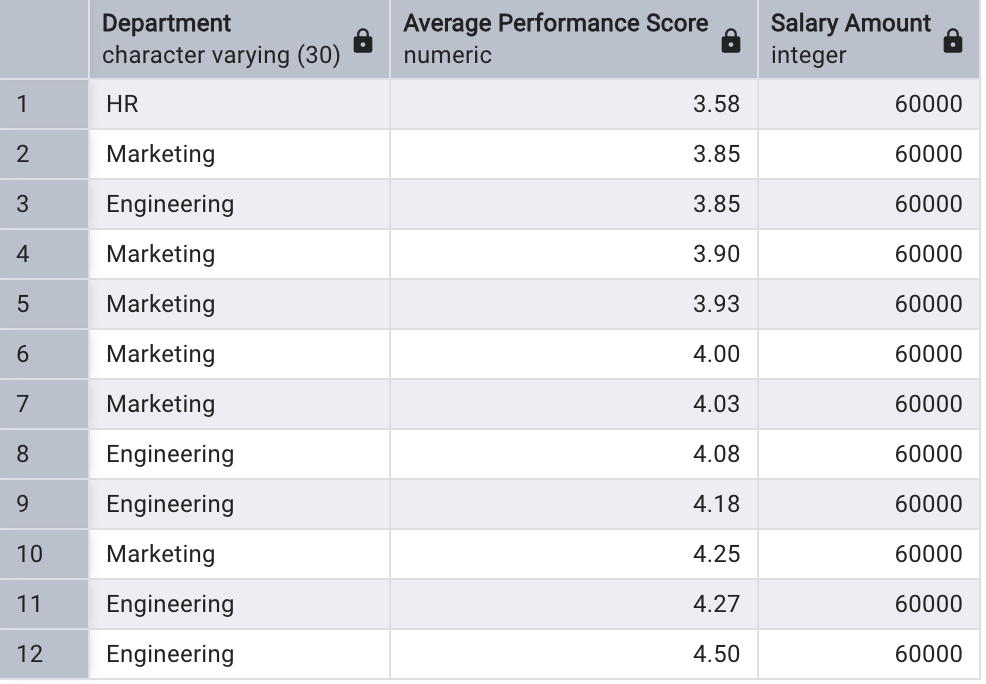 Department Average Performance Score Salary Amount
character varying (30) numeric integer
1 HR 3.58 60000
2 Marketing 3.85 60000
3 Engineering 3.85 60000
4 Marketing 3.90 60000
5 Marketing 3.93 60000
6 Marketing 4.00 60000
7 Marketing 4.03 60000
8 Engineering 4.08 60000
9 Engineering 4.18 60000
10 Marketing 4.25 60000
11 Engineering 4.27 60000
12 Engineering 4.50 60000